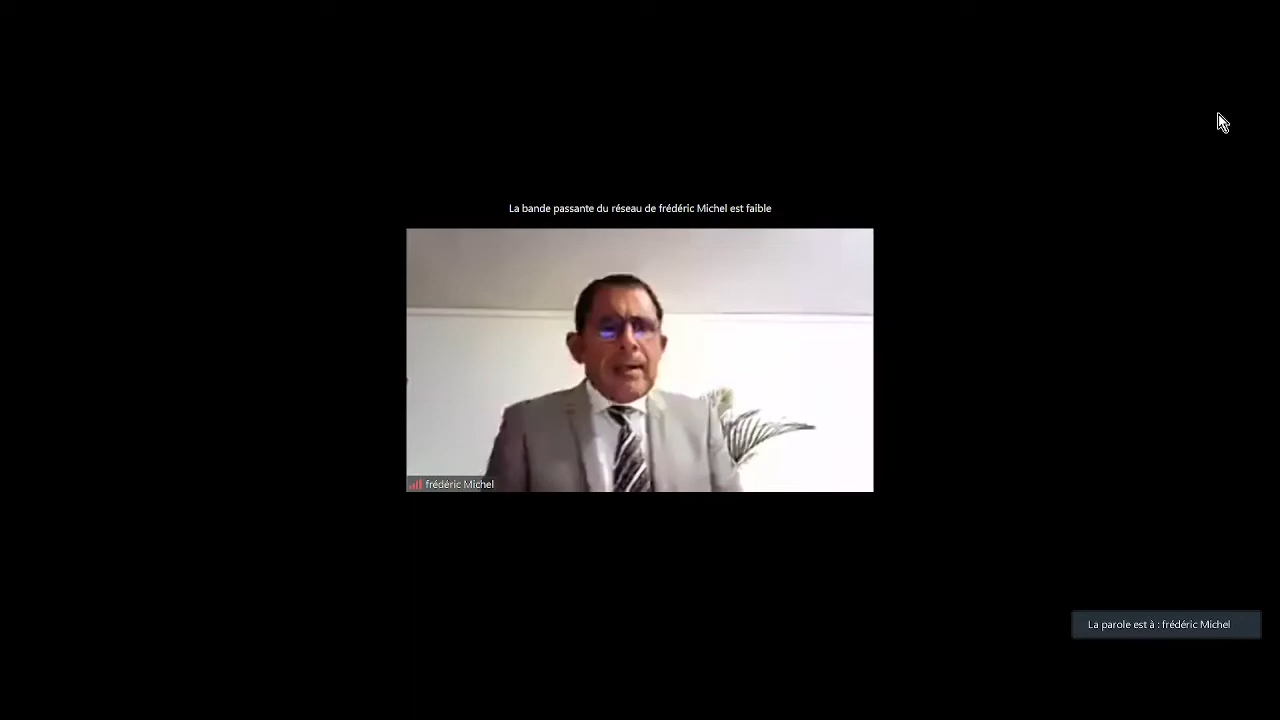 La bande passante du réseau de frédéric Michel est faible
frédéric Michel
La parole est à : frédéric Michel